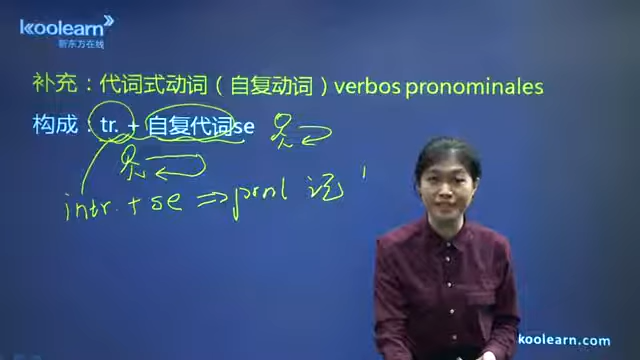 koolearn
新东方在线
补充：代词式动词（自复动词）verbos pronominales
构成：tr. + 自复代词se
intr. + se ⇒ prnl
koolearn.com